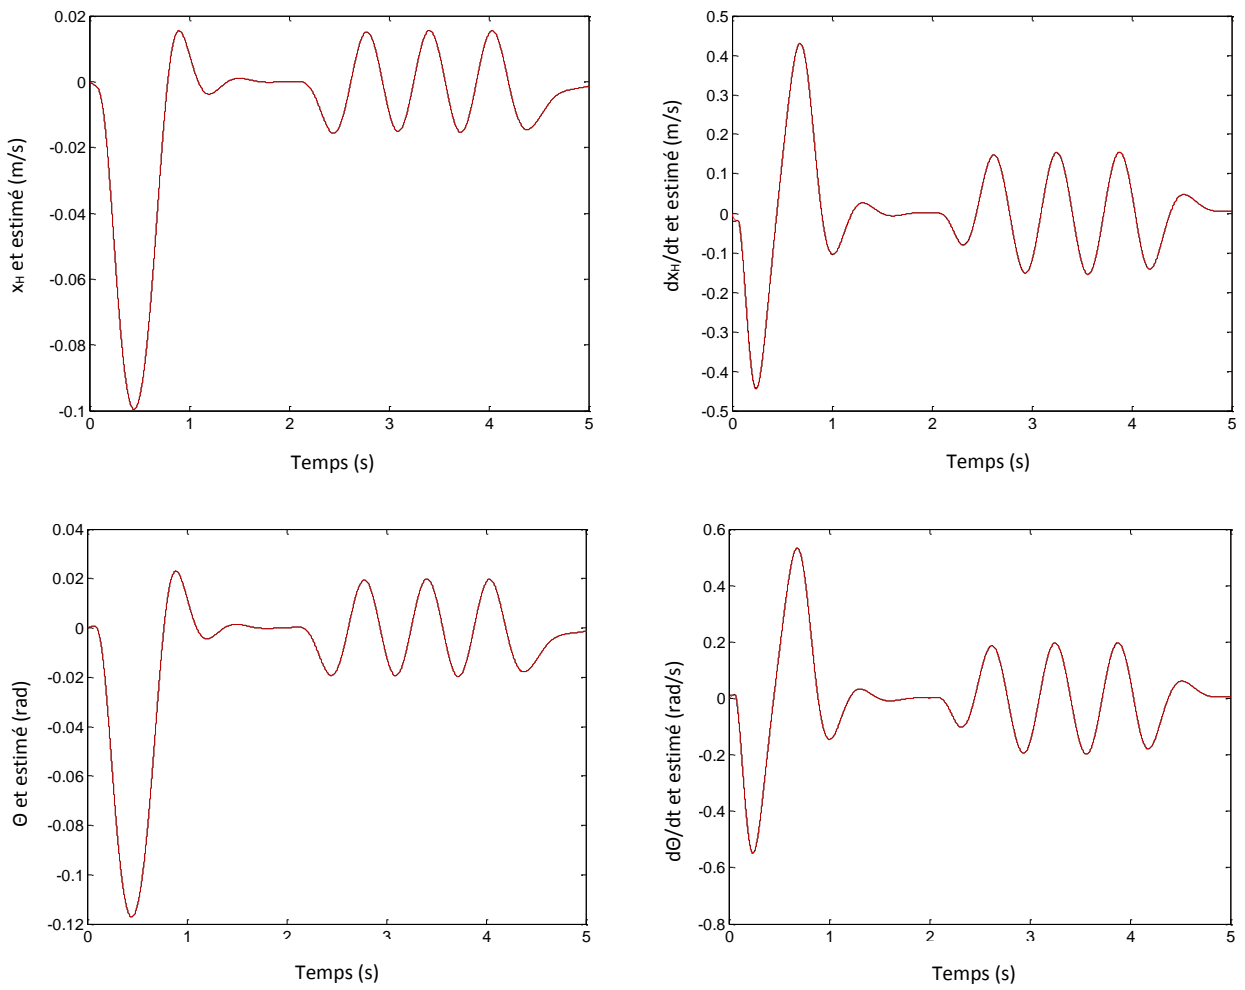 0.02
0
-0.02
-0.04
-0.06
-0.08
-0.1
0 1 2 3 4 5
xH et estimé (m/s)
Temps (s)
0.5
0.4
0.3
0.2
0.1
0
-0.1
-0.2
-0.3
-0.4
-0.5
0 1 2 3 4 5
dxH/dt et estimé (m/s)
Temps (s)
0.04
0.02
0
-0.02
-0.04
-0.06
-0.08
-0.1
-0.12
0 1 2 3 4 5
Θ et estimé (rad)
Temps (s)
0.6
0.4
0.2
0
-0.2
-0.4
-0.6
-0.8
0 1 2 3 4 5
dΘ/dt et estimé (rad/s)
Temps (s)